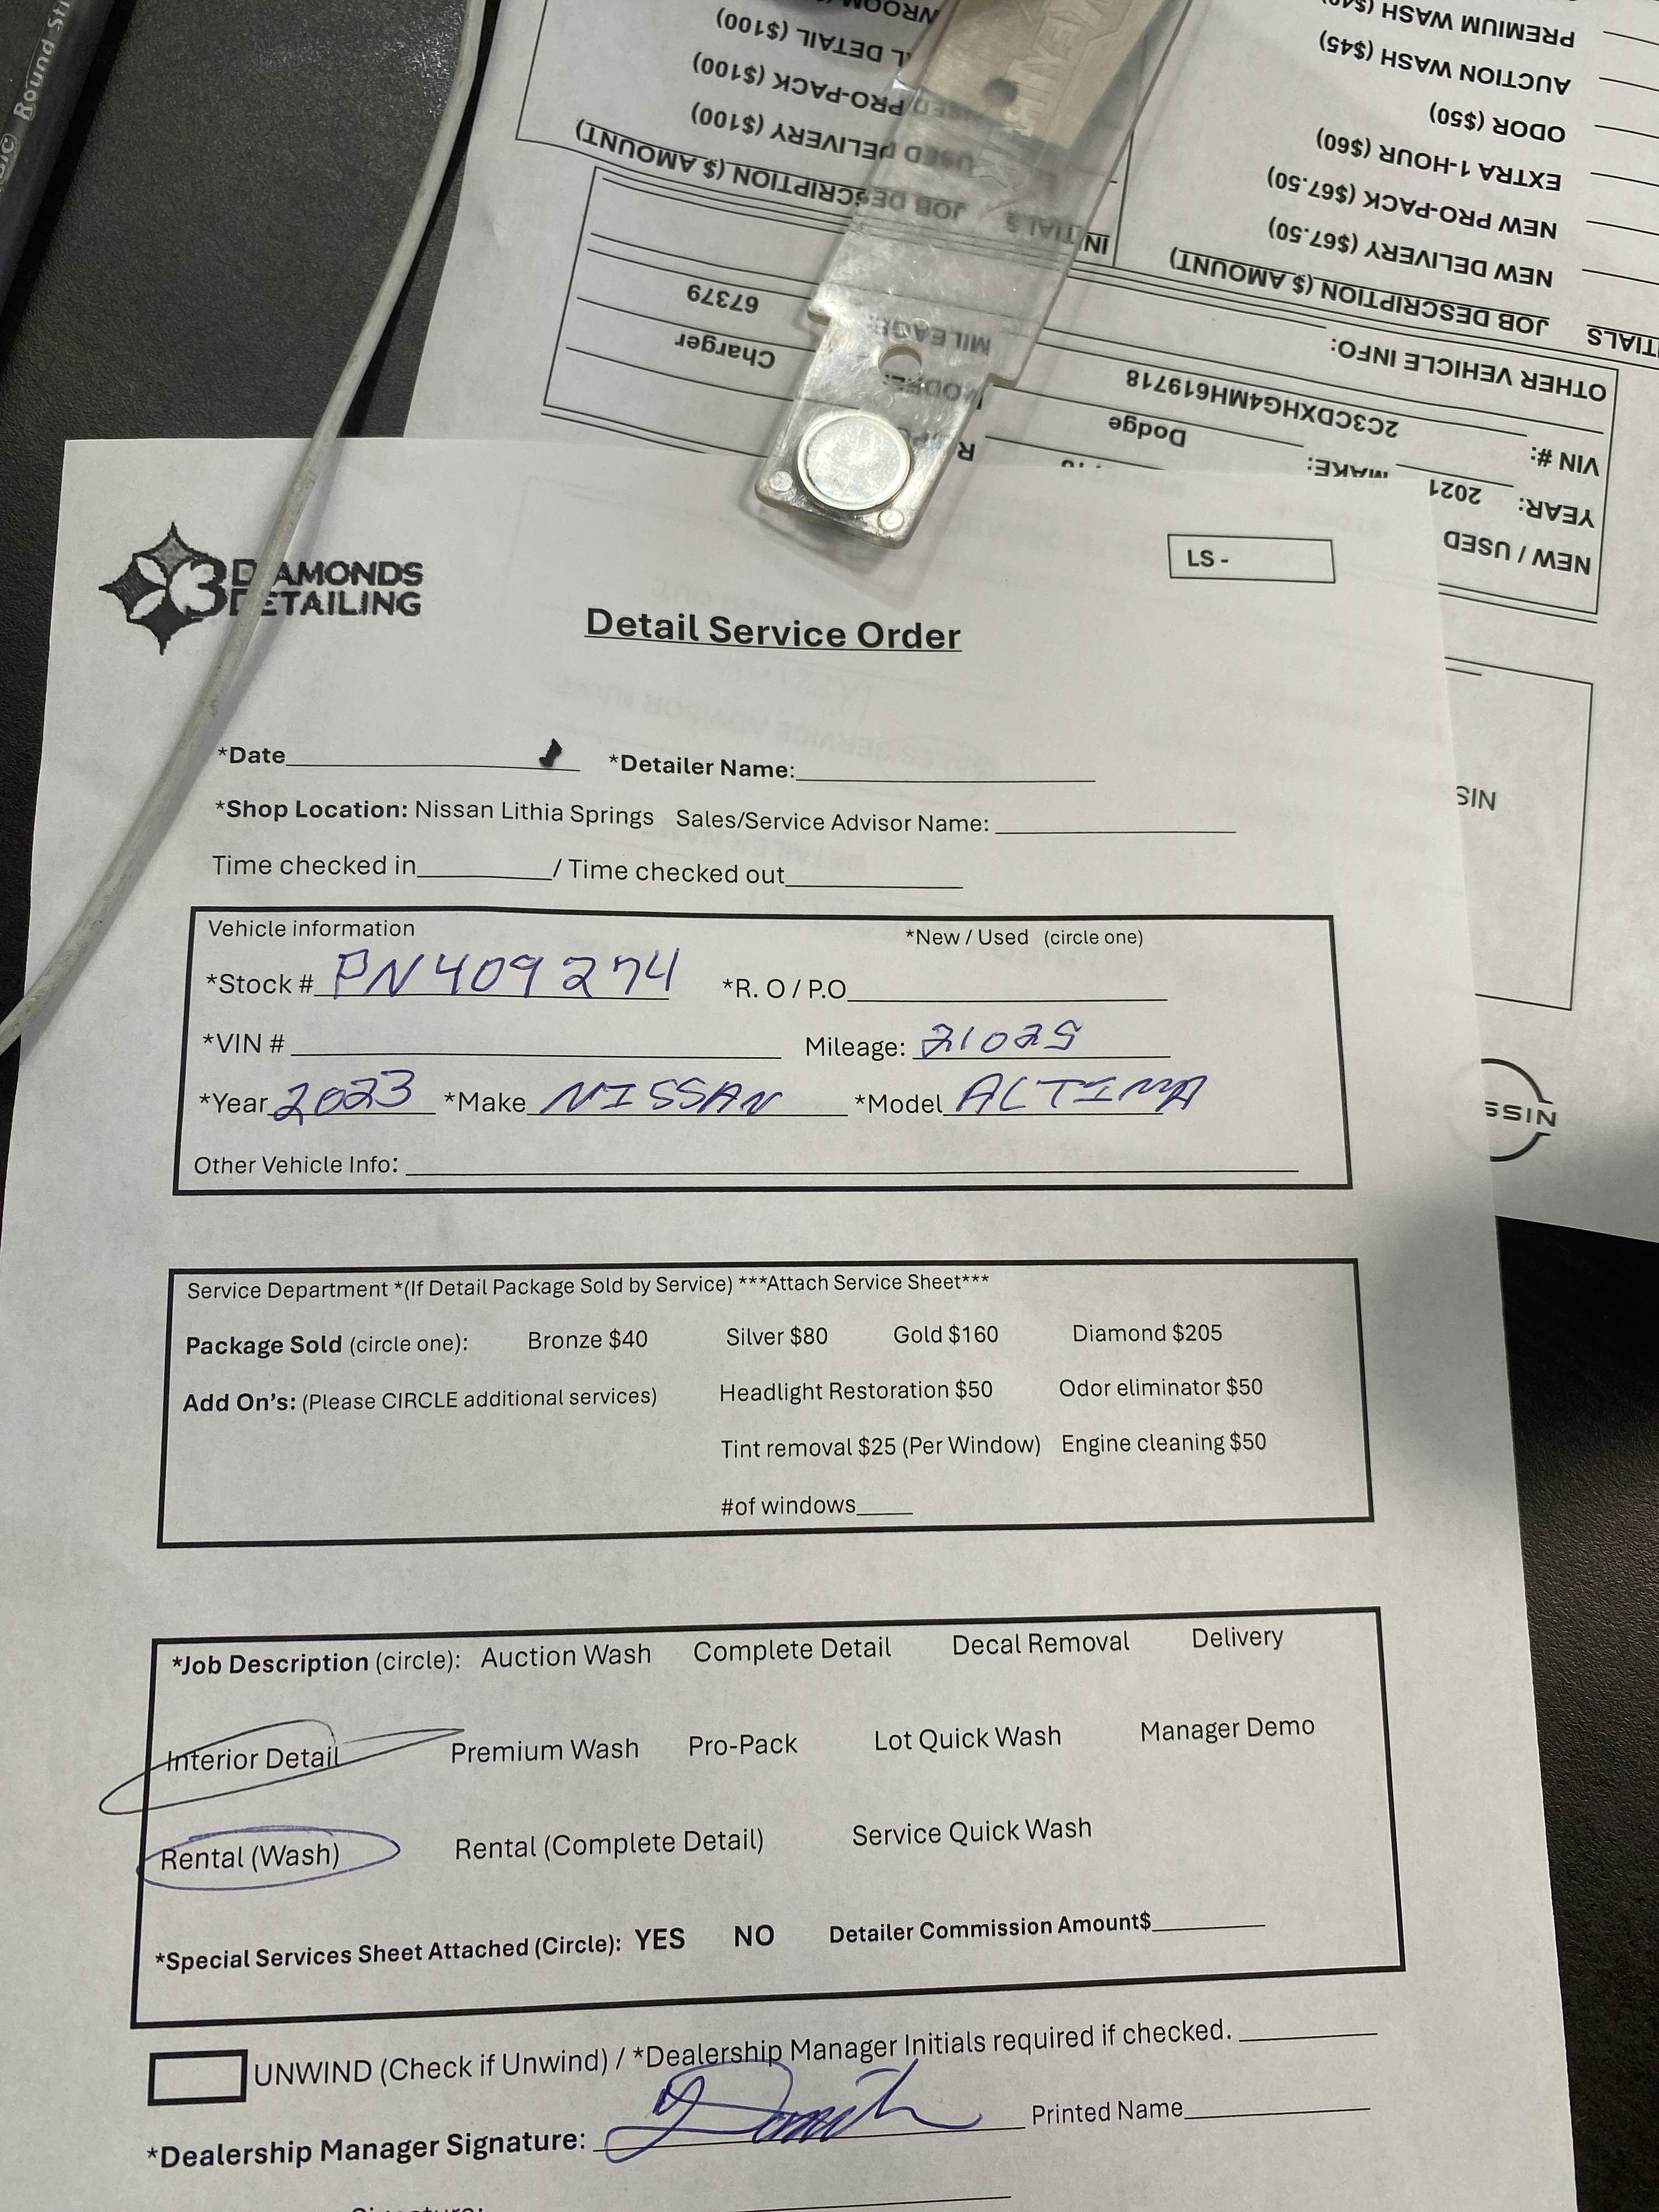 Round Sti
PREMIUM WASH ($4
AUCTION WASH ($45)
ODOR ($50)
EXTRA 1-HOUR ($60)
NEW PRO-PACK ($67.50)
NEW DELIVERY ($67.50)
JOB DESCRIPTION ($ AMOUNT)
L DETAIL ($100)
USED PRO-PACK ($100)
USED DELIVERY ($100)
INITIALS JOB DESCRIPTION ($ AMOUNT)
OTHER VEHICLE INFO:
VIN #: 2C3CDXHG4MH619718
MILEAGE: 67379
YEAR: 2021 MAKE: Dodge
MODEL: Charger
NEW / USED
NIS
SSIN
3 DIAMONDS
DETAILING
LS -
Detail Service Order
*Date *Detailer Name:
*Shop Location: Nissan Lithia Springs Sales/Service Advisor Name:
Time checked in / Time checked out
Vehicle information *New / Used (circle one)
*Stock # PN409274 *R. O / P.O
*VIN # Mileage: 21025
*Year 2023 *Make NISSAN *Model ALTIMA
Other Vehicle Info:
Service Department *(If Detail Package Sold by Service) ***Attach Service Sheet***
Package Sold (circle one): Bronze $40 Silver $80 Gold $160 Diamond $205
Add On's: (Please CIRCLE additional services) Headlight Restoration $50 Odor eliminator $50
Tint removal $25 (Per Window) Engine cleaning $50
#of windows
*Job Description (circle): Auction Wash Complete Detail Decal Removal Delivery
Interior Detail Premium Wash Pro-Pack Lot Quick Wash Manager Demo
Rental (Wash) Rental (Complete Detail) Service Quick Wash
*Special Services Sheet Attached (Circle): YES NO Detailer Commission Amount$
UNWIND (Check if Unwind) / *Dealership Manager Initials required if checked.
*Dealership Manager Signature: Printed Name
Signature: